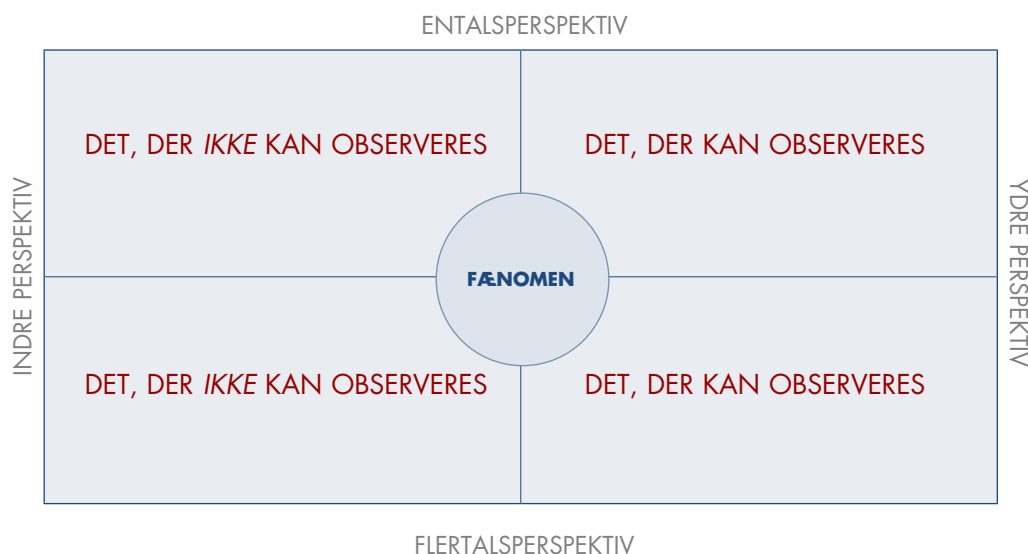 ENTALSPERSPEKTIV
DET, DER IKKE KAN OBSERVERES
DET, DER KAN OBSERVERES
INDRE PERSPEKTIV
YDRE PERSPEKTIV
FÆNOMEN
DET, DER IKKE KAN OBSERVERES
DET, DER KAN OBSERVERES
FLERTALSPERSPEKTIV